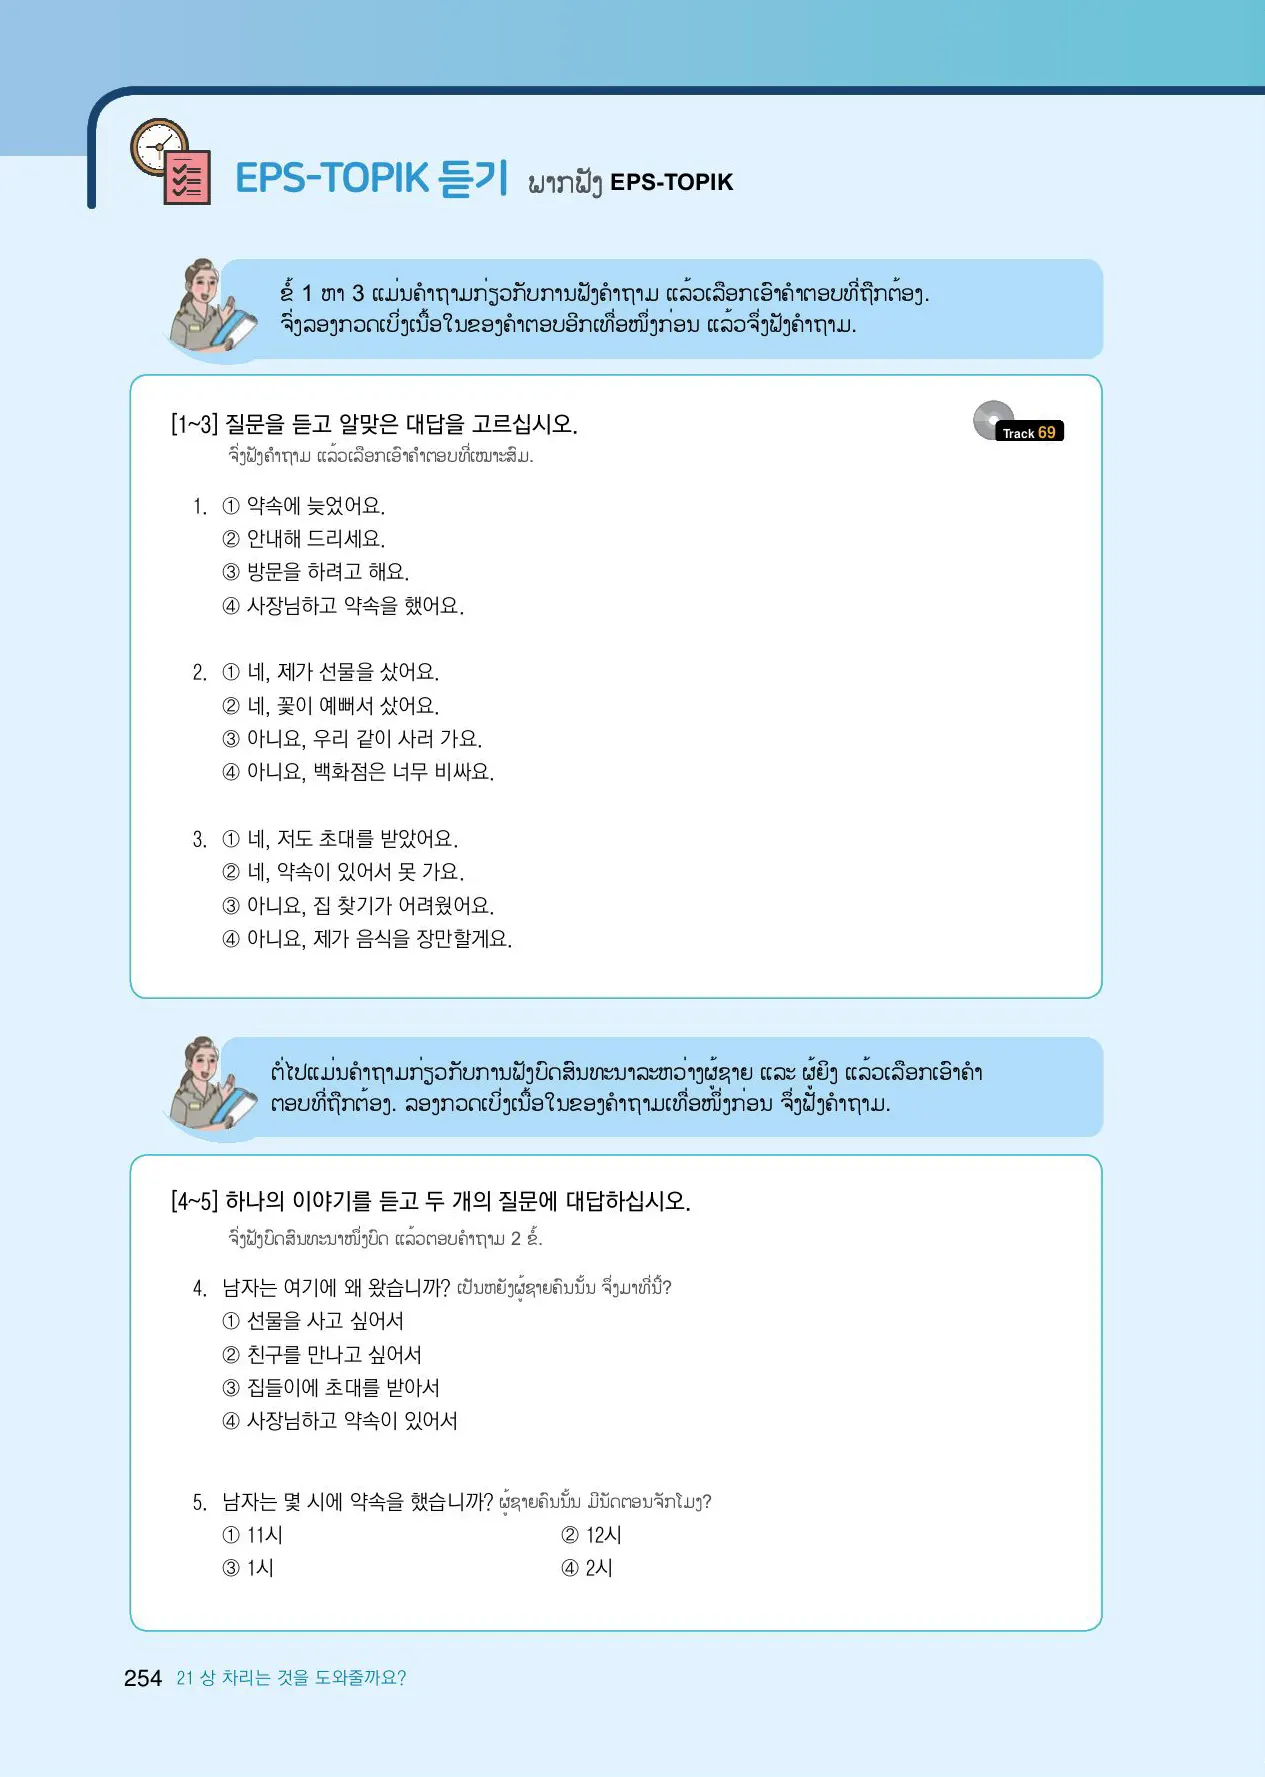 EPS-TOPIK 듣기 ພາກຟັງ EPS-TOPIK
ຂໍ້ 1 ຫາ 3 ແມ່ນຄຳຖາມກ່ຽວກັບການຟັງຄຳຖາມ ແລ້ວເລືອກເອົາຄຳຕອບທີ່ຖືກຕ້ອງ.
ຈົ່ງລອງກວດເບິ່ງເນື້ອໃນຂອງຄຳຕອບອີກເທື່ອໜຶ່ງກ່ອນ ແລ້ວຈຶ່ງຟັງຄຳຖາມ.
[1~3] 질문을 듣고 알맞은 대답을 고르십시오.
Track 69
ຈົ່ງຟັງຄຳຖາມ ແລ້ວເລືອກເອົາຄຳຕອບທີ່ເໝາະສົມ.
1. ① 약속에 늦었어요.
② 안내해 드리세요.
③ 방문을 하려고 해요.
④ 사장님하고 약속을 했어요.
2. ① 네, 제가 선물을 샀어요.
② 네, 꽃이 예뻐서 샀어요.
③ 아니요, 우리 같이 사러 가요.
④ 아니요, 백화점은 너무 비싸요.
3. ① 네, 저도 초대를 받았어요.
② 네, 약속이 있어서 못 가요.
③ 아니요, 집 찾기가 어려웠어요.
④ 아니요, 제가 음식을 장만할게요.
ຕໍ່ໄປແມ່ນຄຳຖາມກ່ຽວກັບການຟັງບົດສົນທະນາລະຫວ່າງຜູ້ຊາຍ ແລະ ຜູ້ຍິງ ແລ້ວເລືອກເອົາຄຳ
ຕອບທີ່ຖືກຕ້ອງ. ລອງກວດເບິ່ງເນື້ອໃນຂອງຄຳຖາມເທື່ອໜຶ່ງກ່ອນ ຈຶ່ງຟັງຄຳຖາມ.
[4~5] 하나의 이야기를 듣고 두 개의 질문에 대답하십시오.
ຈົ່ງຟັງບົດສົນທະນາໜຶ່ງບົດ ແລ້ວຕອບຄຳຖາມ 2 ຂໍ້.
4. 남자는 여기에 왜 왔습니까? ເປັນຫຍັງຜູ້ຊາຍຄົນນັ້ນ ຈຶ່ງມາທີ່ນີ້?
① 선물을 사고 싶어서
② 친구를 만나고 싶어서
③ 집들이에 초대를 받아서
④ 사장님하고 약속이 있어서
5. 남자는 몇 시에 약속을 했습니까? ຜູ້ຊາຍຄົນນັ້ນ ມີນັດຕອນຈັກໂມງ?
① 11시 ② 12시
③ 1시 ④ 2시
254 21 상 차리는 것을 도와줄까요?